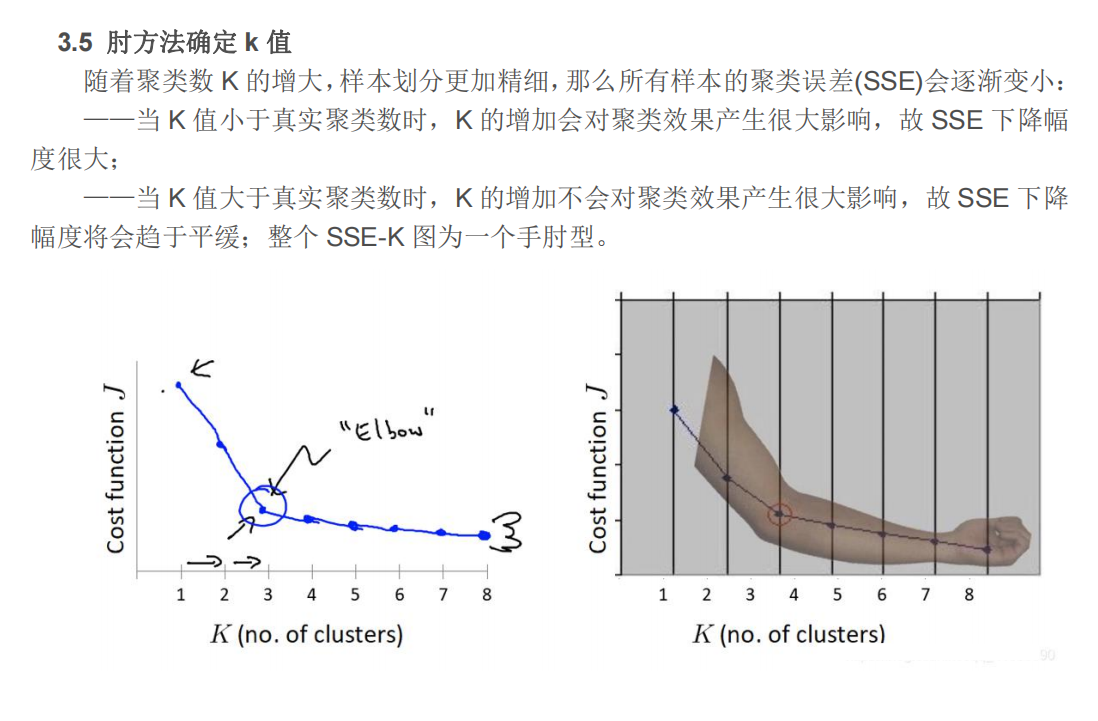 3.5 肘方法确定 k 值
随着聚类数 K 的增大，样本划分更加精细，那么所有样本的聚类误差(SSE)会逐渐变小：
——当 K 值小于真实聚类数时，K 的增加会对聚类效果产生很大影响，故 SSE 下降幅
度很大；
——当 K 值大于真实聚类数时，K 的增加不会对聚类效果产生很大影响，故 SSE 下降
幅度将会趋于平缓；整个 SSE-K 图为一个手肘型。
"Elbow"
Cost function J
1 2 3 4 5 6 7 8
K (no. of clusters)
Cost function J
1 2 3 4 5 6 7 8
K (no. of clusters)
90